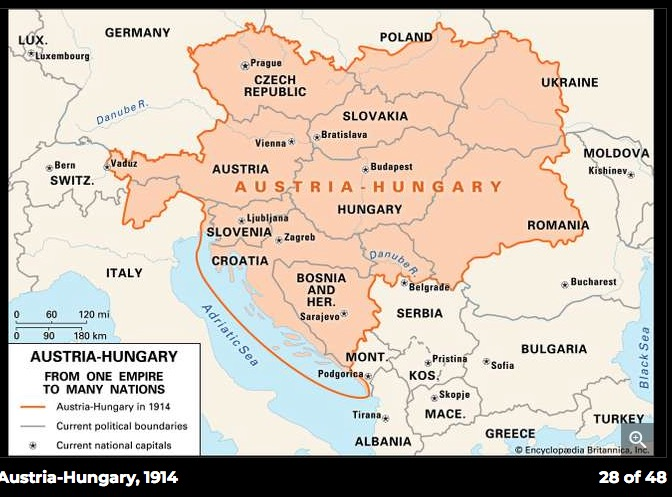 LUX.
Luxembourg
GERMANY
POLAND
Prague
CZECH
REPUBLIC
UKRAINE
Danube R.
SLOVAKIA
Vienna
Bratislava
MOLDOVA
Kishinev
Bern
SWITZ.
Vaduz
AUSTRIA
Budapest
AUSTRIA-HUNGARY
HUNGARY
Ljubljana
SLOVENIA
Zagreb
ROMANIA
CROATIA
Danube R.
ITALY
BOSNIA
AND
HER.
Sarajevo
Belgrade
Bucharest
SERBIA
0 60 120 mi
0 90 180 km
Adriatic Sea
Black Sea
BULGARIA
MONT.
Podgorica
Pristina
KOS.
Sofia
Skopje
MACE.
Tirana
ALBANIA
GREECE
TURKEY
AUSTRIA-HUNGARY
FROM ONE EMPIRE
TO MANY NATIONS
Austria-Hungary in 1914
Current political boundaries
Current national capitals
© Encyclopædia Britannica, Inc.
Austria-Hungary, 1914
28 of 48